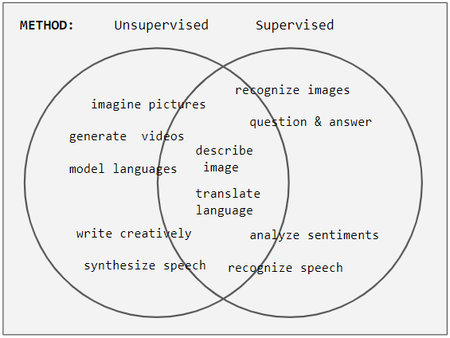 METHOD: Unsupervised Supervised
recognize images
imagine pictures
question & answer
generate videos
describe
image
model languages
translate
language
write creatively
analyze sentiments
synthesize speech
recognize speech